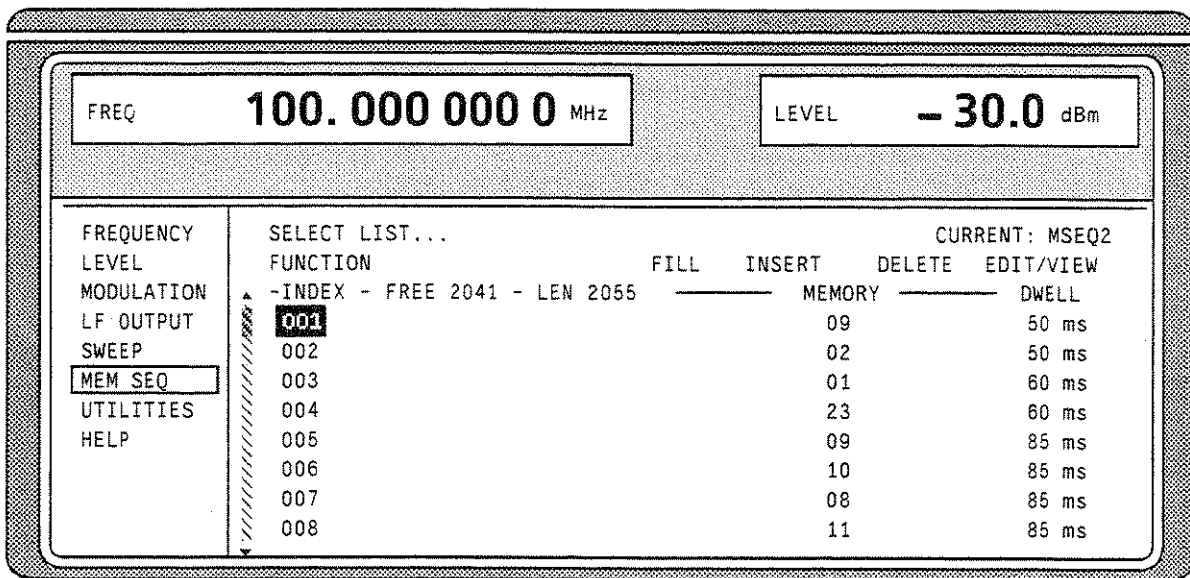 FREQ 100. 000 000 0 MHz LEVEL – 30.0 dBm
FREQUENCY
LEVEL
MODULATION
LF OUTPUT
SWEEP
MEM SEQ
UTILITIES
HELP
SELECT LIST... CURRENT: MSEQ2
FUNCTION FILL INSERT DELETE EDIT/VIEW
-INDEX - FREE 2041 - LEN 2055 MEMORY DWELL
001 09 50 ms
002 02 50 ms
003 01 60 ms
004 23 60 ms
005 09 85 ms
006 10 85 ms
007 08 85 ms
008 11 85 ms